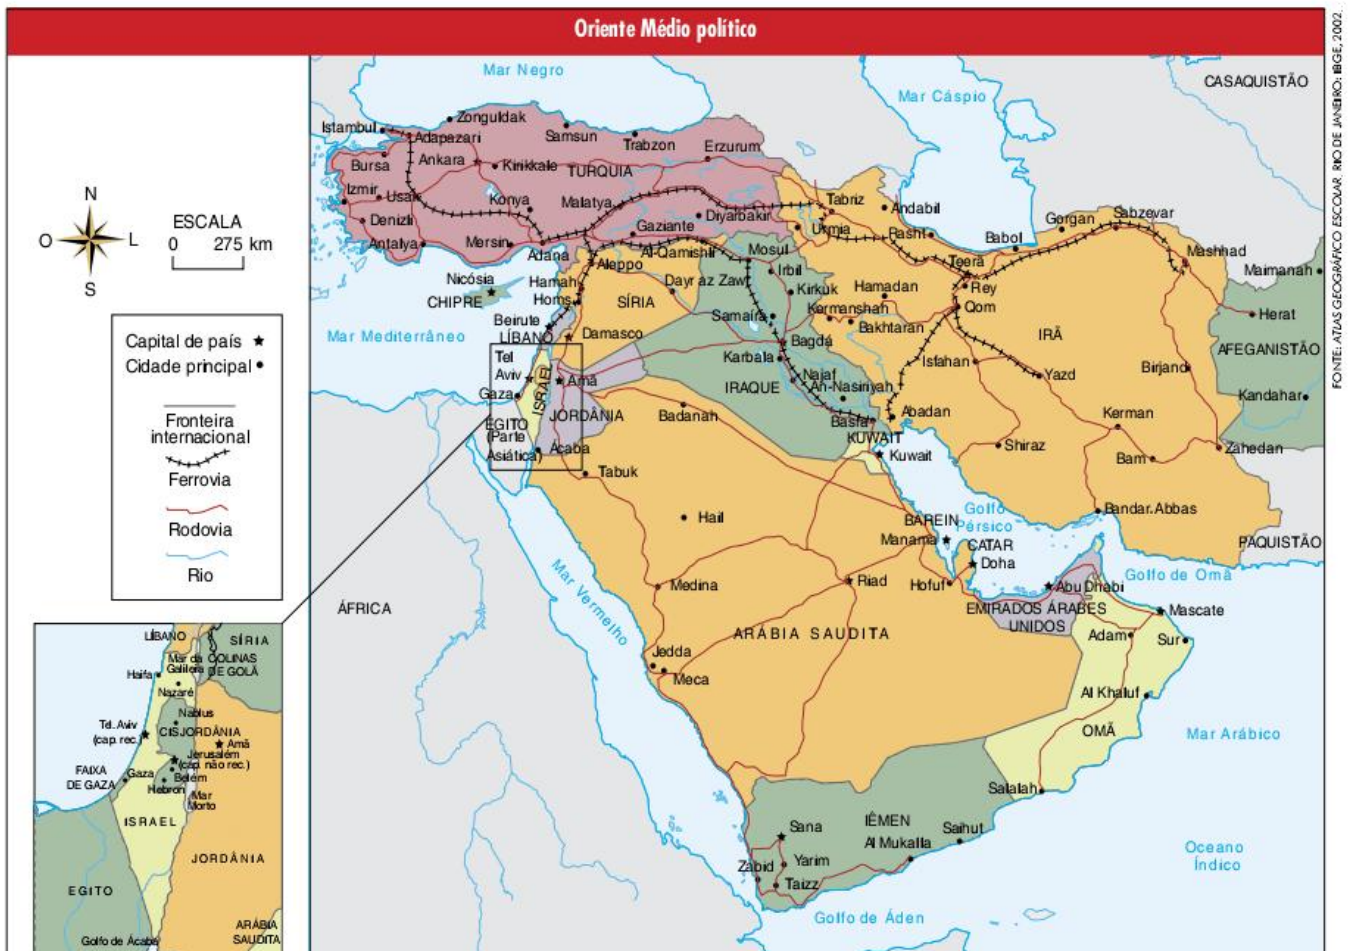 Oriente Médio político
FONTE: ATLAS GEOGRÁFICO ESCOLAR. RIO DE JANEIRO: IBGE, 2002.
N
O
L
S
ESCALA
0 275 km
Capital de país
Cidade principal
Fronteira
internacional
Ferrovia
Rodovia
Rio
Mar Negro
Mar Cáspio
CASAQUISTÃO
Istambul
Zonguldak
Adapazari
Samsun
Trabzon
Erzurum
Bursa
Ankara
Kirikkale
TURQUIA
Izmir
Usak
Konya
Malatya
Diyarbakir
Denizli
Gaziante
Antalya
Mersin
Adana
Tabriz
Andabil
Urmia
Rasht
Babol
Gorgan
Sabzevar
Mashhad
Teerã
Rey
Maimanah
Nicósia
CHIPRE
Hamah
Homs
Aleppo
Al-Qamishli
Mosul
Irbil
Dayr az Zaw
SÍRIA
Kirkuk
Hamadan
Kermanshah
Qom
Herat
Beirute
LÍBANO
Damasco
Samaíra
Bakhtaran
IRÃ
Mar Mediterrâneo
Bagdá
Karbala
Isfahan
Yazd
Birjand
AFEGANISTÃO
Tel
Aviv
ISRAEL
Amã
IRAQUE
Najaf
An-Nasiriyah
Kandahar
Gaza
JORDÂNIA
Badanah
Basra
Abadan
Kerman
EGITO
(Parte
Asiática)
Ácaba
KUWAIT
Kuwait
Shiraz
Bam
Zahedan
Tabuk
Hail
BAREIN
Manama
Golfo
Pérsico
Bandar.Abbas
PAQUISTÃO
CATAR
Doha
Golfo de Omã
ÁFRICA
Mar Vermelho
Medina
Riad
Hofuf
Abu Dhabi
EMIRADOS ÁRABES
UNIDOS
Mascate
ARÁBIA SAUDITA
Adam
Sur
Jedda
Meca
Al Khaluf
OMÃ
Mar Arábico
Salalah
IÊMEN
Sana
Saihut
Al Mukalla
Yarim
Zabid
Taizz
Oceano
Índico
Golfo de Áden
LÍBANO
SÍRIA
Mar da
Galileia
COLINAS
DE GOLÃ
Haifa
Nazaré
Nablus
Tel. Aviv
(cap. rec.)
CISJORDÂNIA
Amã
Jerusalém
(cap. não rec.)
FAIXA
DE GAZA
Gaza
Belém
Hebron
Mar
Morto
ISRAEL
JORDÂNIA
EGITO
ARÁBIA
SAUDITA
Golfo de Ácaba